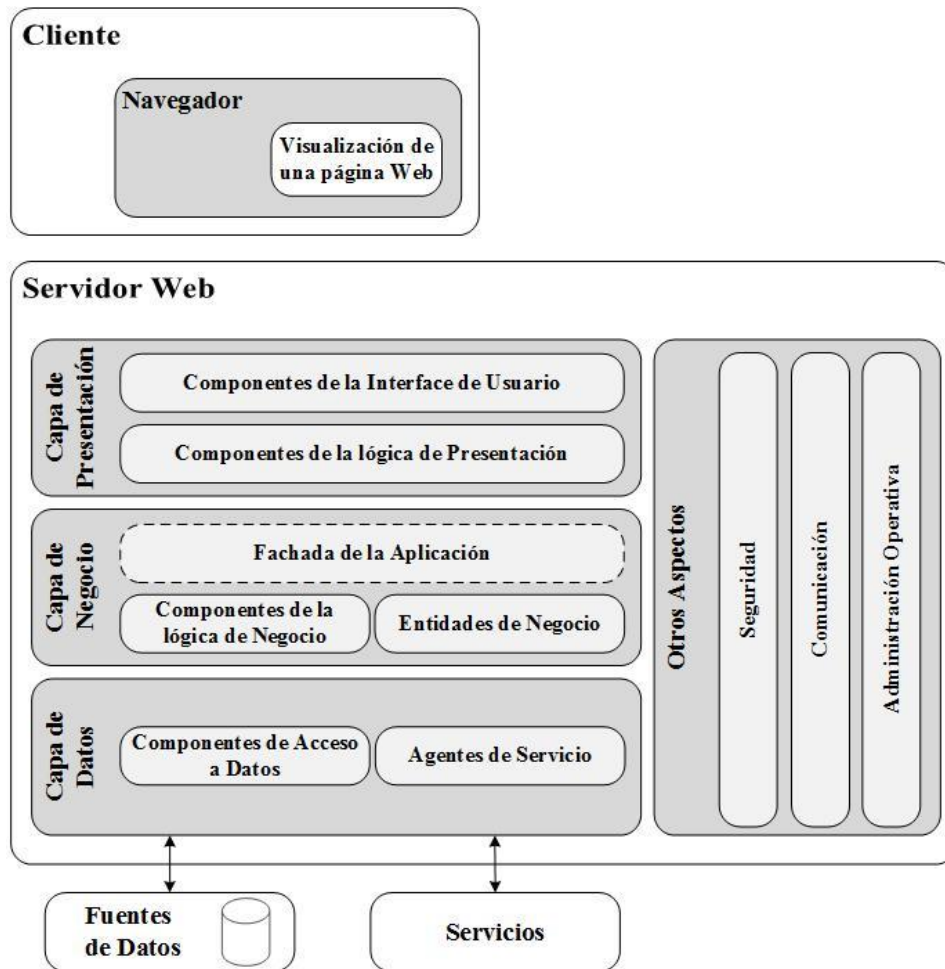 Cliente
Navegador
Visualización de
una página Web
Servidor Web
Capa de
Presentación
Componentes de la Interface de Usuario
Componentes de la lógica de Presentación
Capa de
Negocio
Fachada de la Aplicación
Componentes de la
lógica de Negocio
Entidades de Negocio
Capa de
Datos
Componentes de Acceso
a Datos
Agentes de Servicio
Otros Aspectos
Seguridad
Comunicación
Administración Operativa
Fuentes
de Datos
Servicios